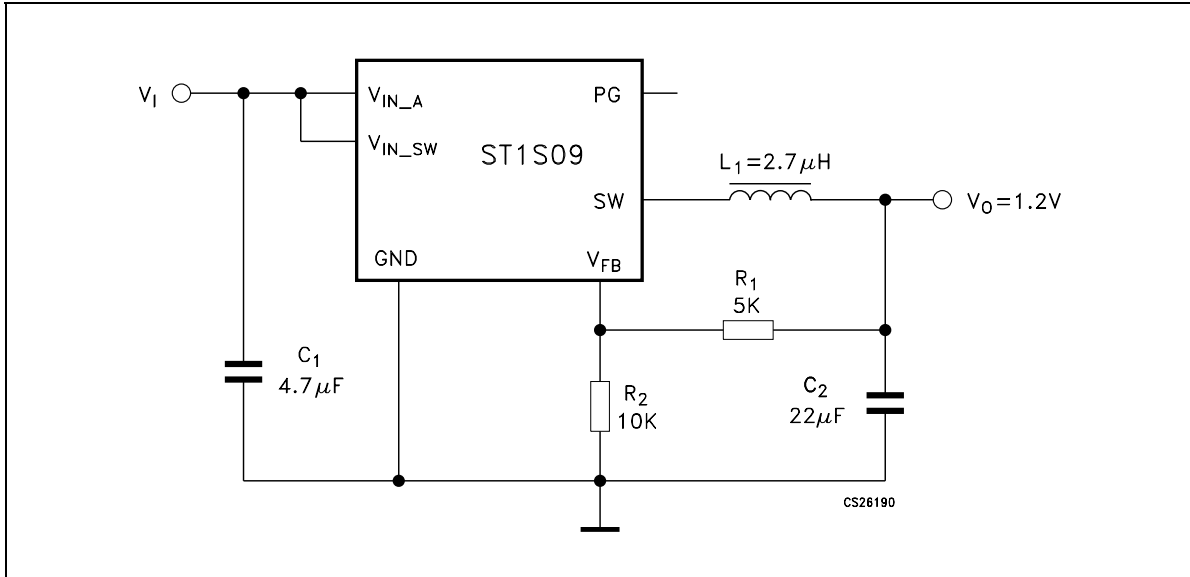 V_I
V_IN_A
V_IN_SW
ST1S09
PG
SW
GND
V_FB
L_1=2.7μH
V_O=1.2V
R_1
5K
C_1
4.7μF
R_2
10K
C_2
22μF
CS26190